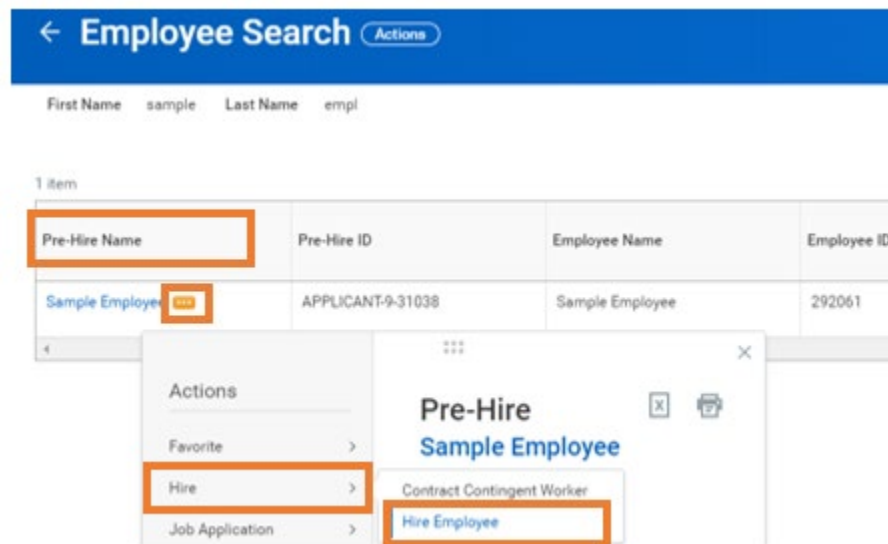 ← Employee Search Actions
First Name sample Last Name empl
1 item
Pre-Hire Name Pre-Hire ID Employee Name Employee ID
Sample Employee APPLICANT-9-31038 Sample Employee 292061
Actions
Pre-Hire
Sample Employee
Favorite
Hire
Contract Contingent Worker
Hire Employee
Job Application